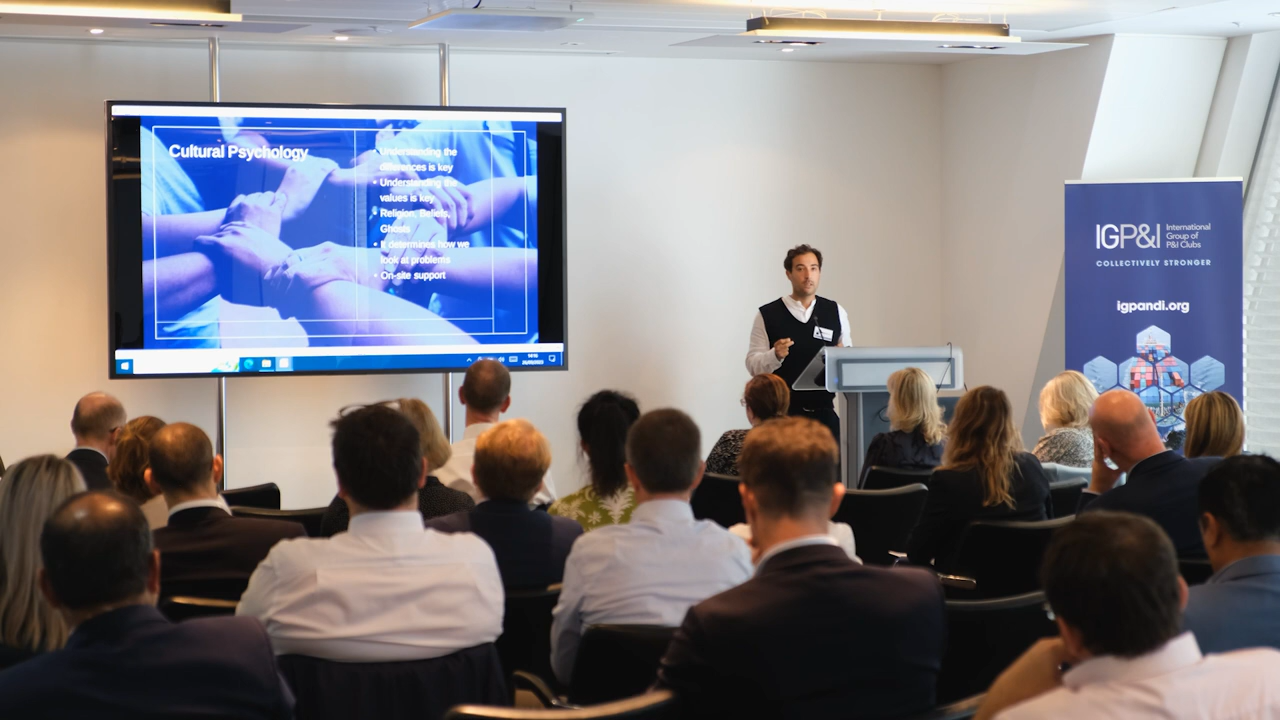 Cultural Psychology
• Understanding the
differences is key
• Understanding the
values is key
• Religion, Beliefs,
Ghosts
• It determines how we
look at problems
• On-site support
IGP&I
International
Group of
P&I Clubs
COLLECTIVELY STRONGER
igpandi.org